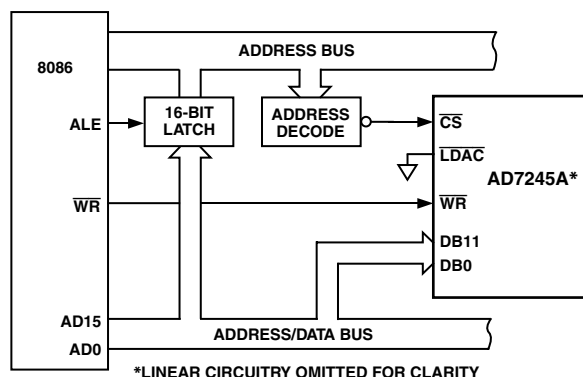 ADDRESS BUS
8086
16-BIT
LATCH
ADDRESS
DECODE
ALE
CS
LDAC
AD7245A*
WR
WR
DB11
DB0
AD15
ADDRESS/DATA BUS
AD0
*LINEAR CIRCUITRY OMITTED FOR CLARITY